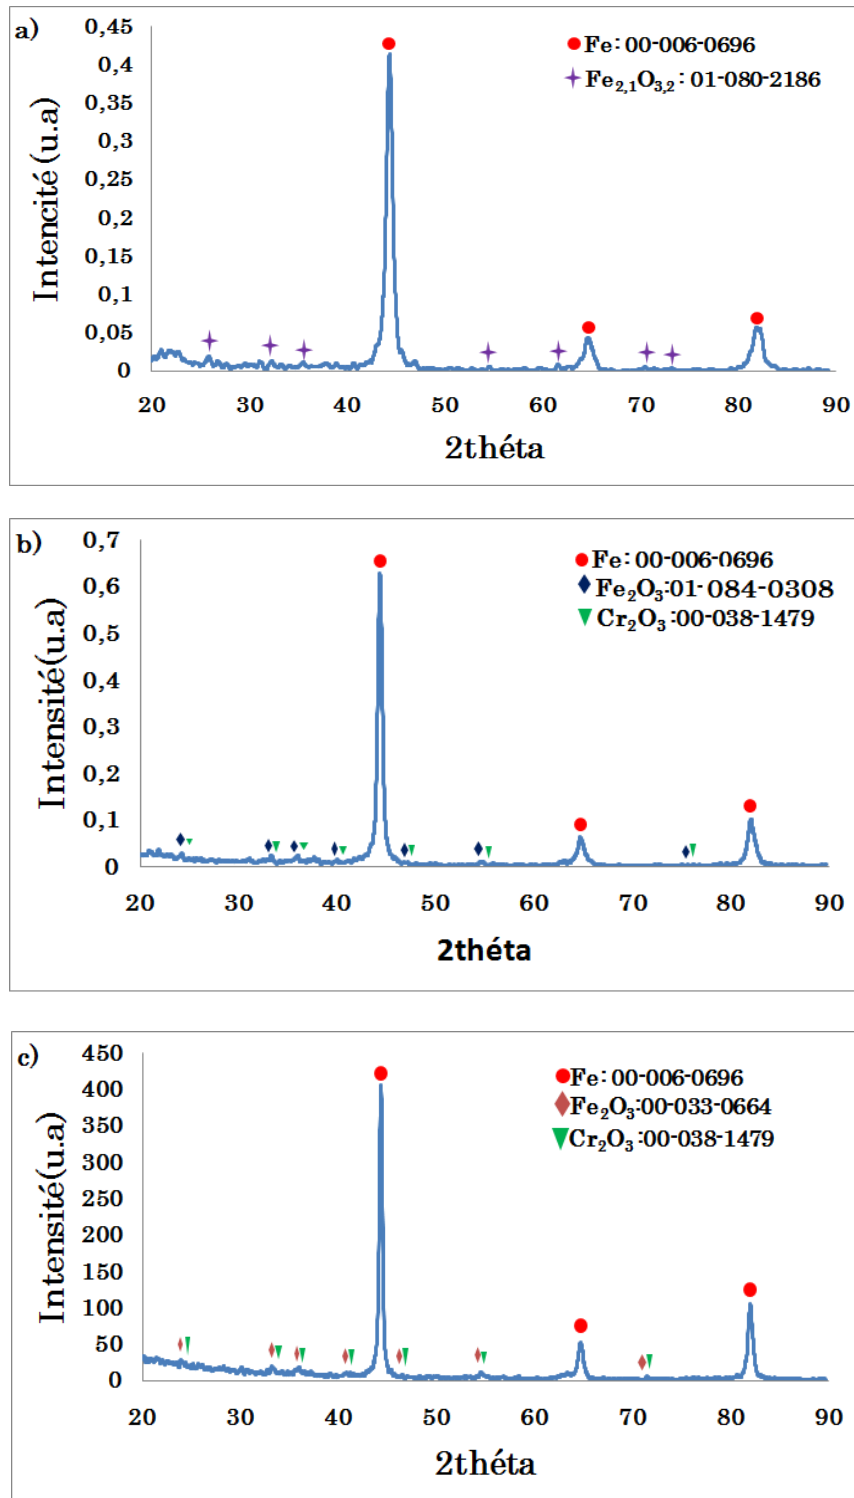 a)
0,45
0,4
0,35
0,3
0,25
0,2
0,15
0,1
0,05
0
Intencité (u.a)
Fe: 00-006-0696
Fe2,1O3,2 : 01-080-2186
20 30 40 50 60 70 80 90
2théta
b)
0,7
0,6
0,5
0,4
0,3
0,2
0,1
0
Intensité(u.a)
Fe: 00-006-0696
Fe2O3:01-084-0308
Cr2O3:00-038-1479
20 30 40 50 60 70 80 90
2théta
c)
450
400
350
300
250
200
150
100
50
0
Intensité(u.a)
Fe: 00-006-0696
Fe2O3:00-033-0664
Cr2O3:00-038-1479
20 30 40 50 60 70 80 90
2théta